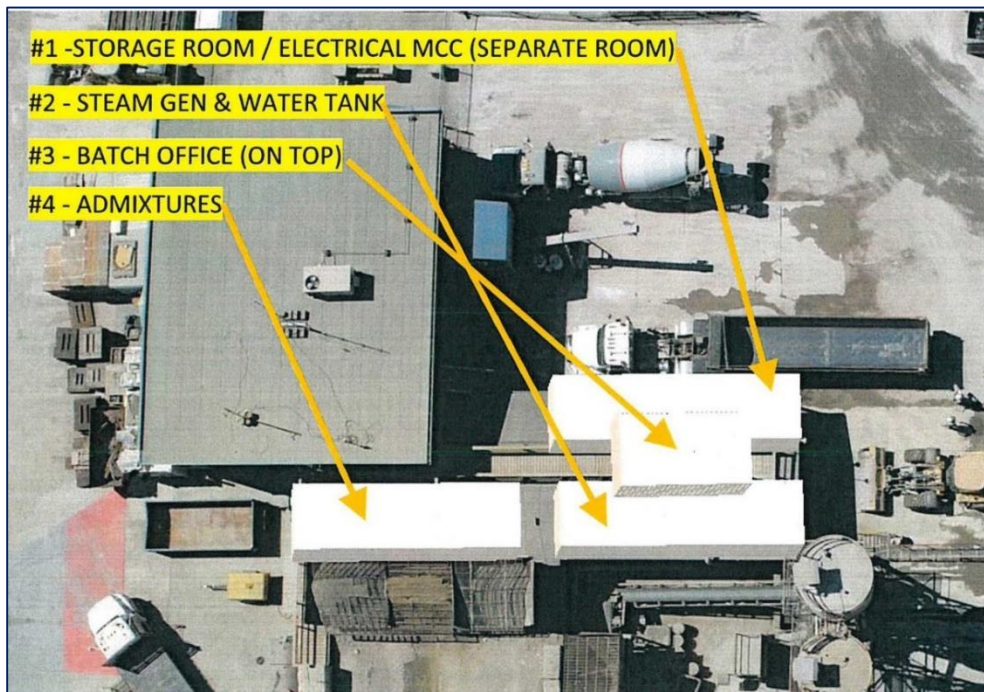 #1 -STORAGE ROOM / ELECTRICAL MCC (SEPARATE ROOM)
#2 - STEAM GEN & WATER TANK
#3 - BATCH OFFICE (ON TOP)
#4 - ADMIXTURES